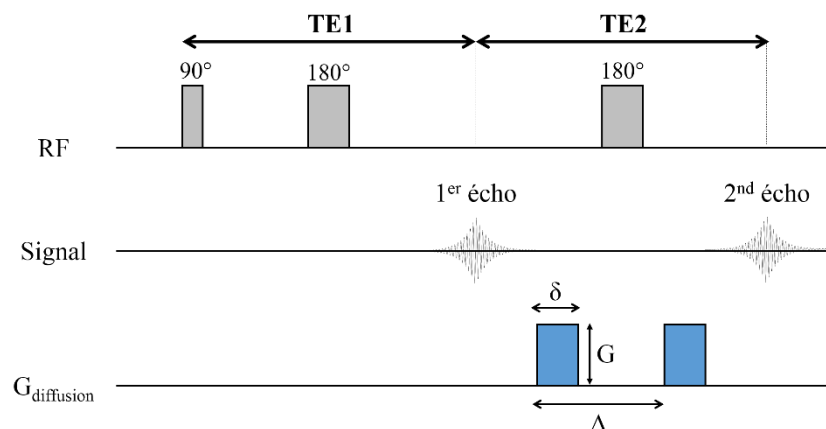 TE1 TE2
90° 180° 180°
RF
1er écho 2nd écho
Signal
δ
G
Gdiffusion
Δ